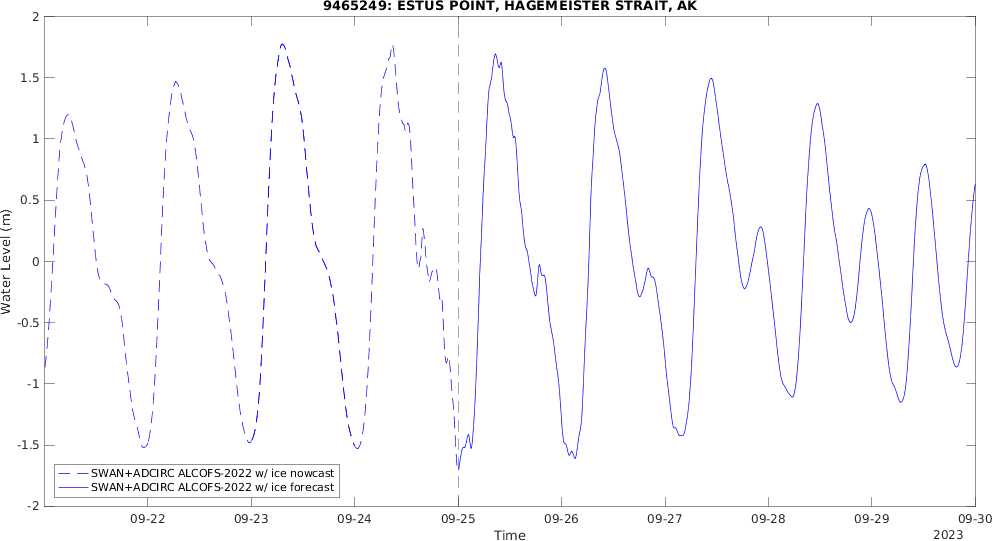 9465249: ESTUS POINT, HAGEMEISTER STRAIT, AK
2
1.5
1
0.5
0
-0.5
-1
-1.5
-2
Water Level (m)
SWAN+ADCIRC ALCOFS-2022 w/ ice nowcast
SWAN+ADCIRC ALCOFS-2022 w/ ice forecast
09-22 09-23 09-24 09-25 09-26 09-27 09-28 09-29 09-30
Time
2023